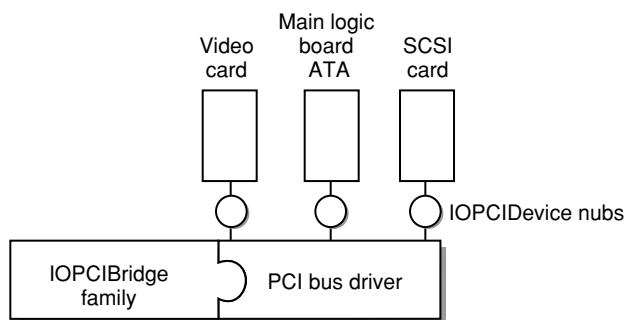 Video
card
Main logic
board
ATA
SCSI
card
IOPCIDevice nubs
IOPCIBridge
family
PCI bus driver